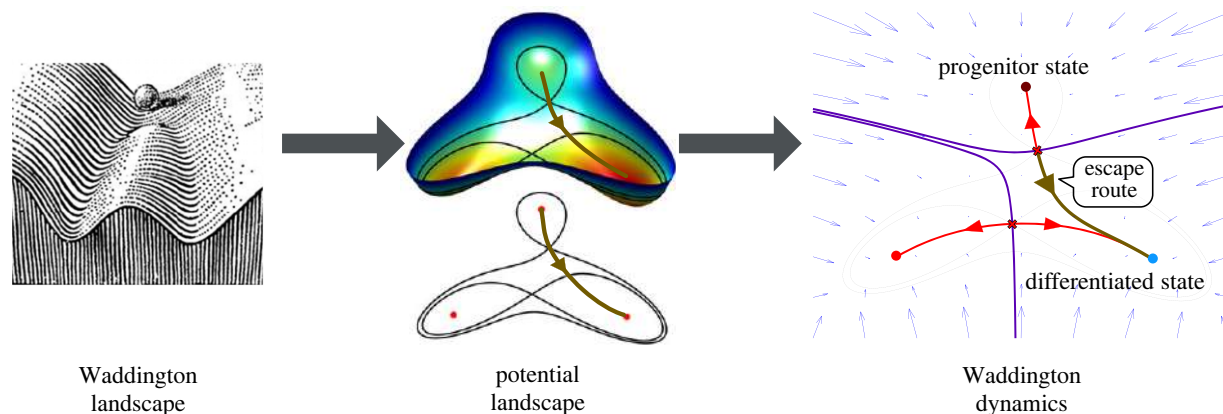 progenitor state
escape
route
differentiated state
Waddington
landscape
potential
landscape
Waddington
dynamics